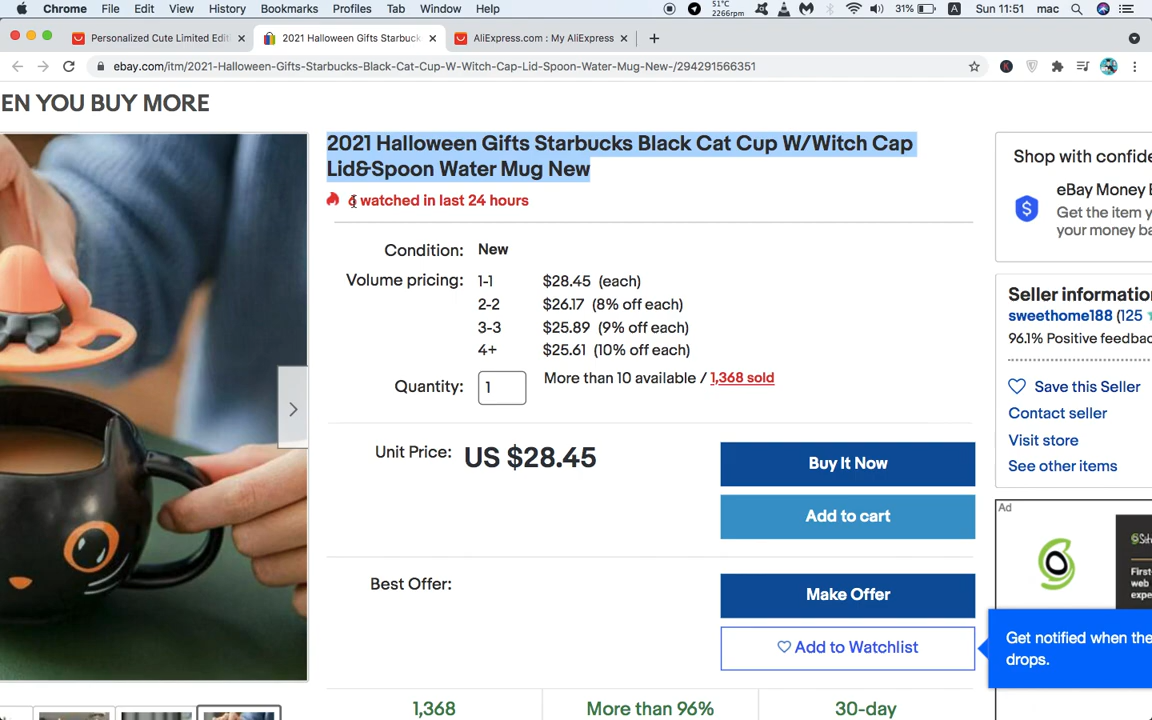 Chrome File Edit View History Bookmarks Profiles Tab Window Help 51°C 2266rpm 31% A Sun 11:51 mac
Personalized Cute Limited Editi
2021 Halloween Gifts Starbuck
AliExpress.com : My AliExpress
ebay.com/itm/2021-Halloween-Gifts-Starbucks-Black-Cat-Cup-W-Witch-Cap-Lid-Spoon-Water-Mug-New-/294291566351
EN YOU BUY MORE
2021 Halloween Gifts Starbucks Black Cat Cup W/Witch Cap
Lid&Spoon Water Mug New
watched in last 24 hours
Condition: New
Volume pricing: 1-1 $28.45 (each)
2-2 $26.17 (8% off each)
3-3 $25.89 (9% off each)
4+ $25.61 (10% off each)
Quantity: 1 More than 10 available / 1,368 sold
Unit Price: US $28.45
Buy It Now
Add to cart
Best Offer:
Make Offer
Add to Watchlist
1,368 More than 96% 30-day
Shop with confide
eBay Money B
Get the item y
your money ba
Seller informatio
sweethome188 (125
96.1% Positive feedbac
Save this Seller
Contact seller
Visit store
See other items
Ad
First-
web
expe
Get notified when the
drops.